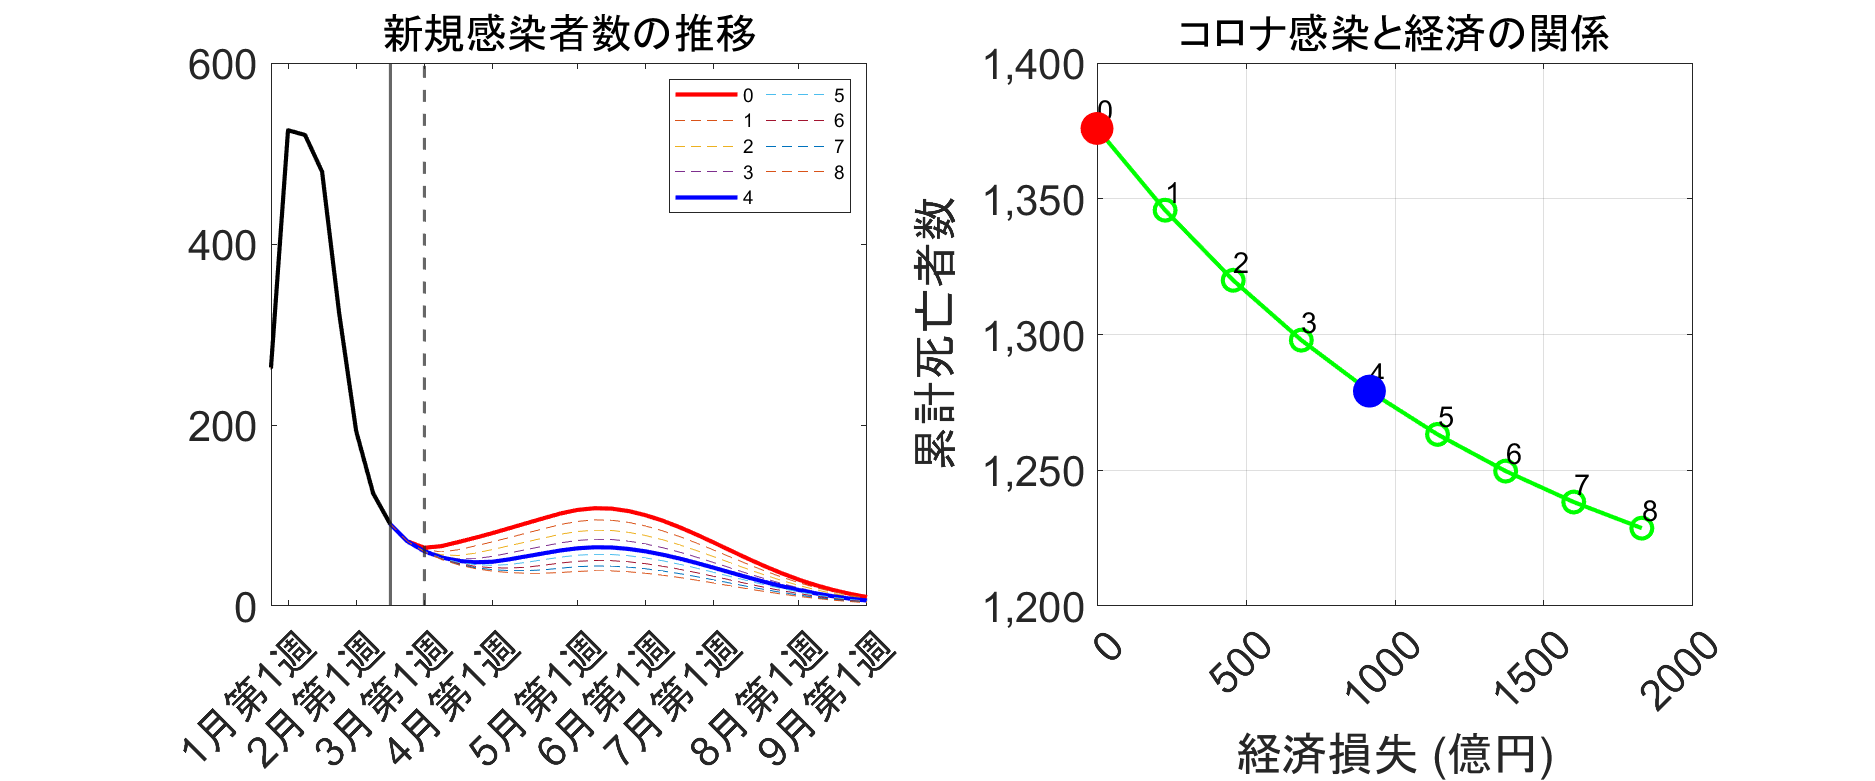 新規感染者数の推移
600
400
200
0
0
1
2
3
4
5
6
7
8
1月第1週
2月第1週
3月第1週
4月第1週
5月第1週
6月第1週
7月第1週
8月第1週
9月第1週
コロナ感染と経済の関係
累計死亡者数
1,400
1,350
1,300
1,250
1,200
0
1
2
3
4
5
6
7
8
0
500
1000
1500
2000
経済損失 (億円)